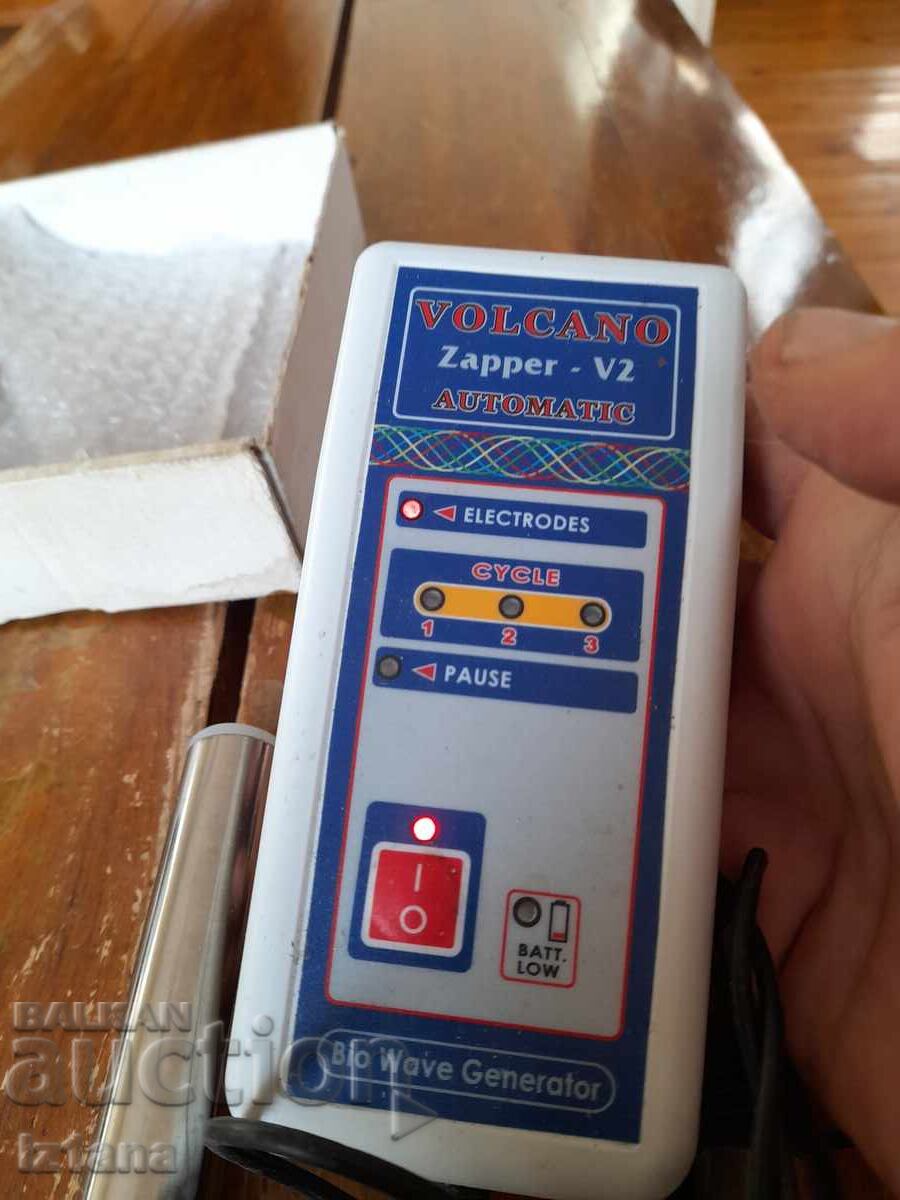 VOLCANO
Zapper - V2
AUTOMATIC
ELECTRODES
CYCLE
1 2 3
PAUSE
I
O
BATT.
LOW
Bio Wave Generator
BALKAN
auction
iztana